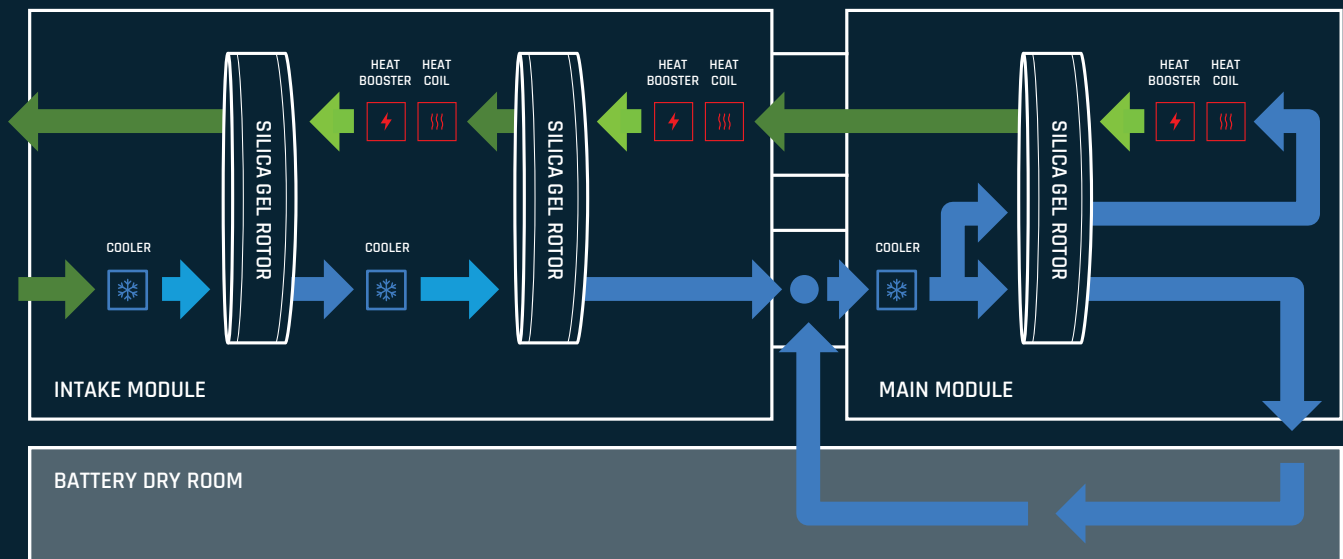 HEAT
BOOSTER
HEAT
COIL
HEAT
BOOSTER
HEAT
COIL
HEAT
BOOSTER
HEAT
COIL
SILICA GEL ROTOR
SILICA GEL ROTOR
SILICA GEL ROTOR
COOLER
COOLER
COOLER
INTAKE MODULE
MAIN MODULE
BATTERY DRY ROOM